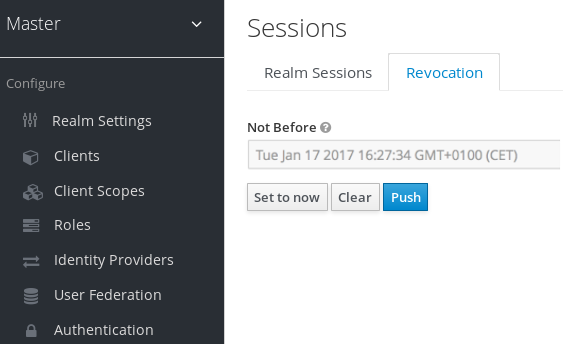 Master
Configure
Realm Settings
Clients
Client Scopes
Roles
Identity Providers
User Federation
Authentication
Sessions
Realm Sessions
Revocation
Not Before
Tue Jan 17 2017 16:27:34 GMT+0100 (CET)
Set to now
Clear
Push